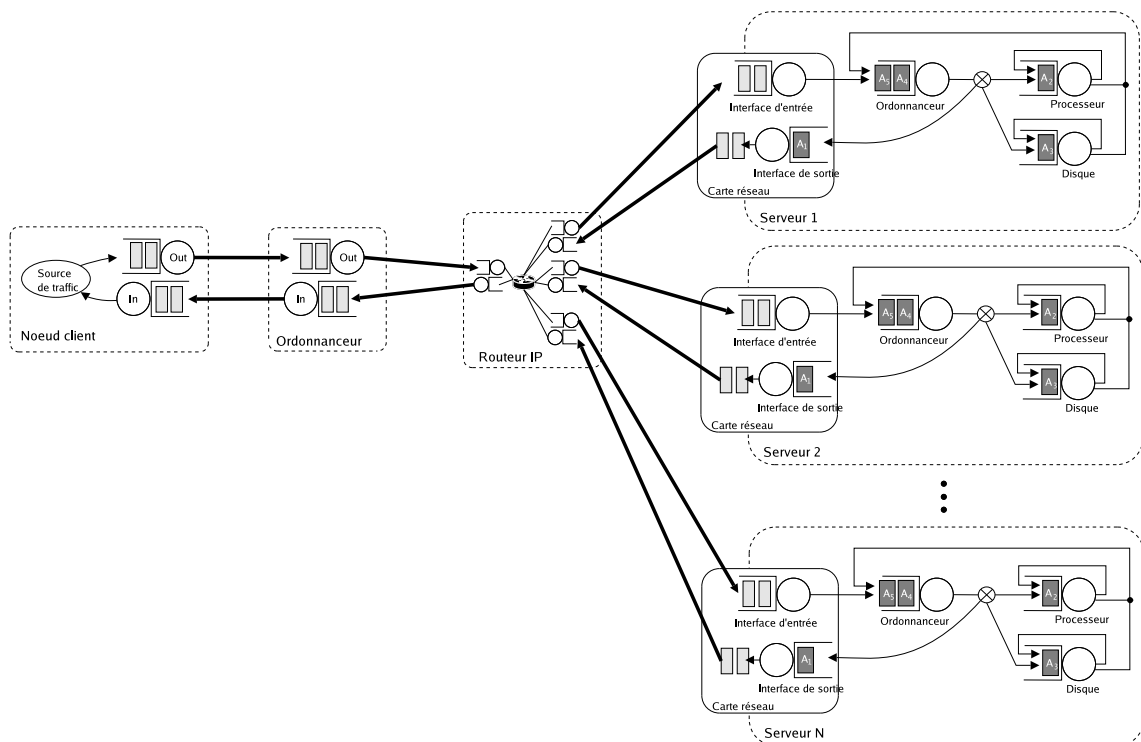 Source
de traffic
Out
In
Noeud client
Out
In
Ordonnanceur
Routeur IP
Interface d'entrée
A1
Interface de sortie
Carte réseau
A5 A4
Ordonnanceur
A2
Processeur
A3
Disque
Serveur 1
Interface d'entrée
A1
Interface de sortie
Carte réseau
A5 A4
Ordonnanceur
A2
Processeur
A3
Disque
Serveur 2
Interface d'entrée
A1
Interface de sortie
Carte réseau
A5 A4
Ordonnanceur
A2
Processeur
A3
Disque
Serveur N